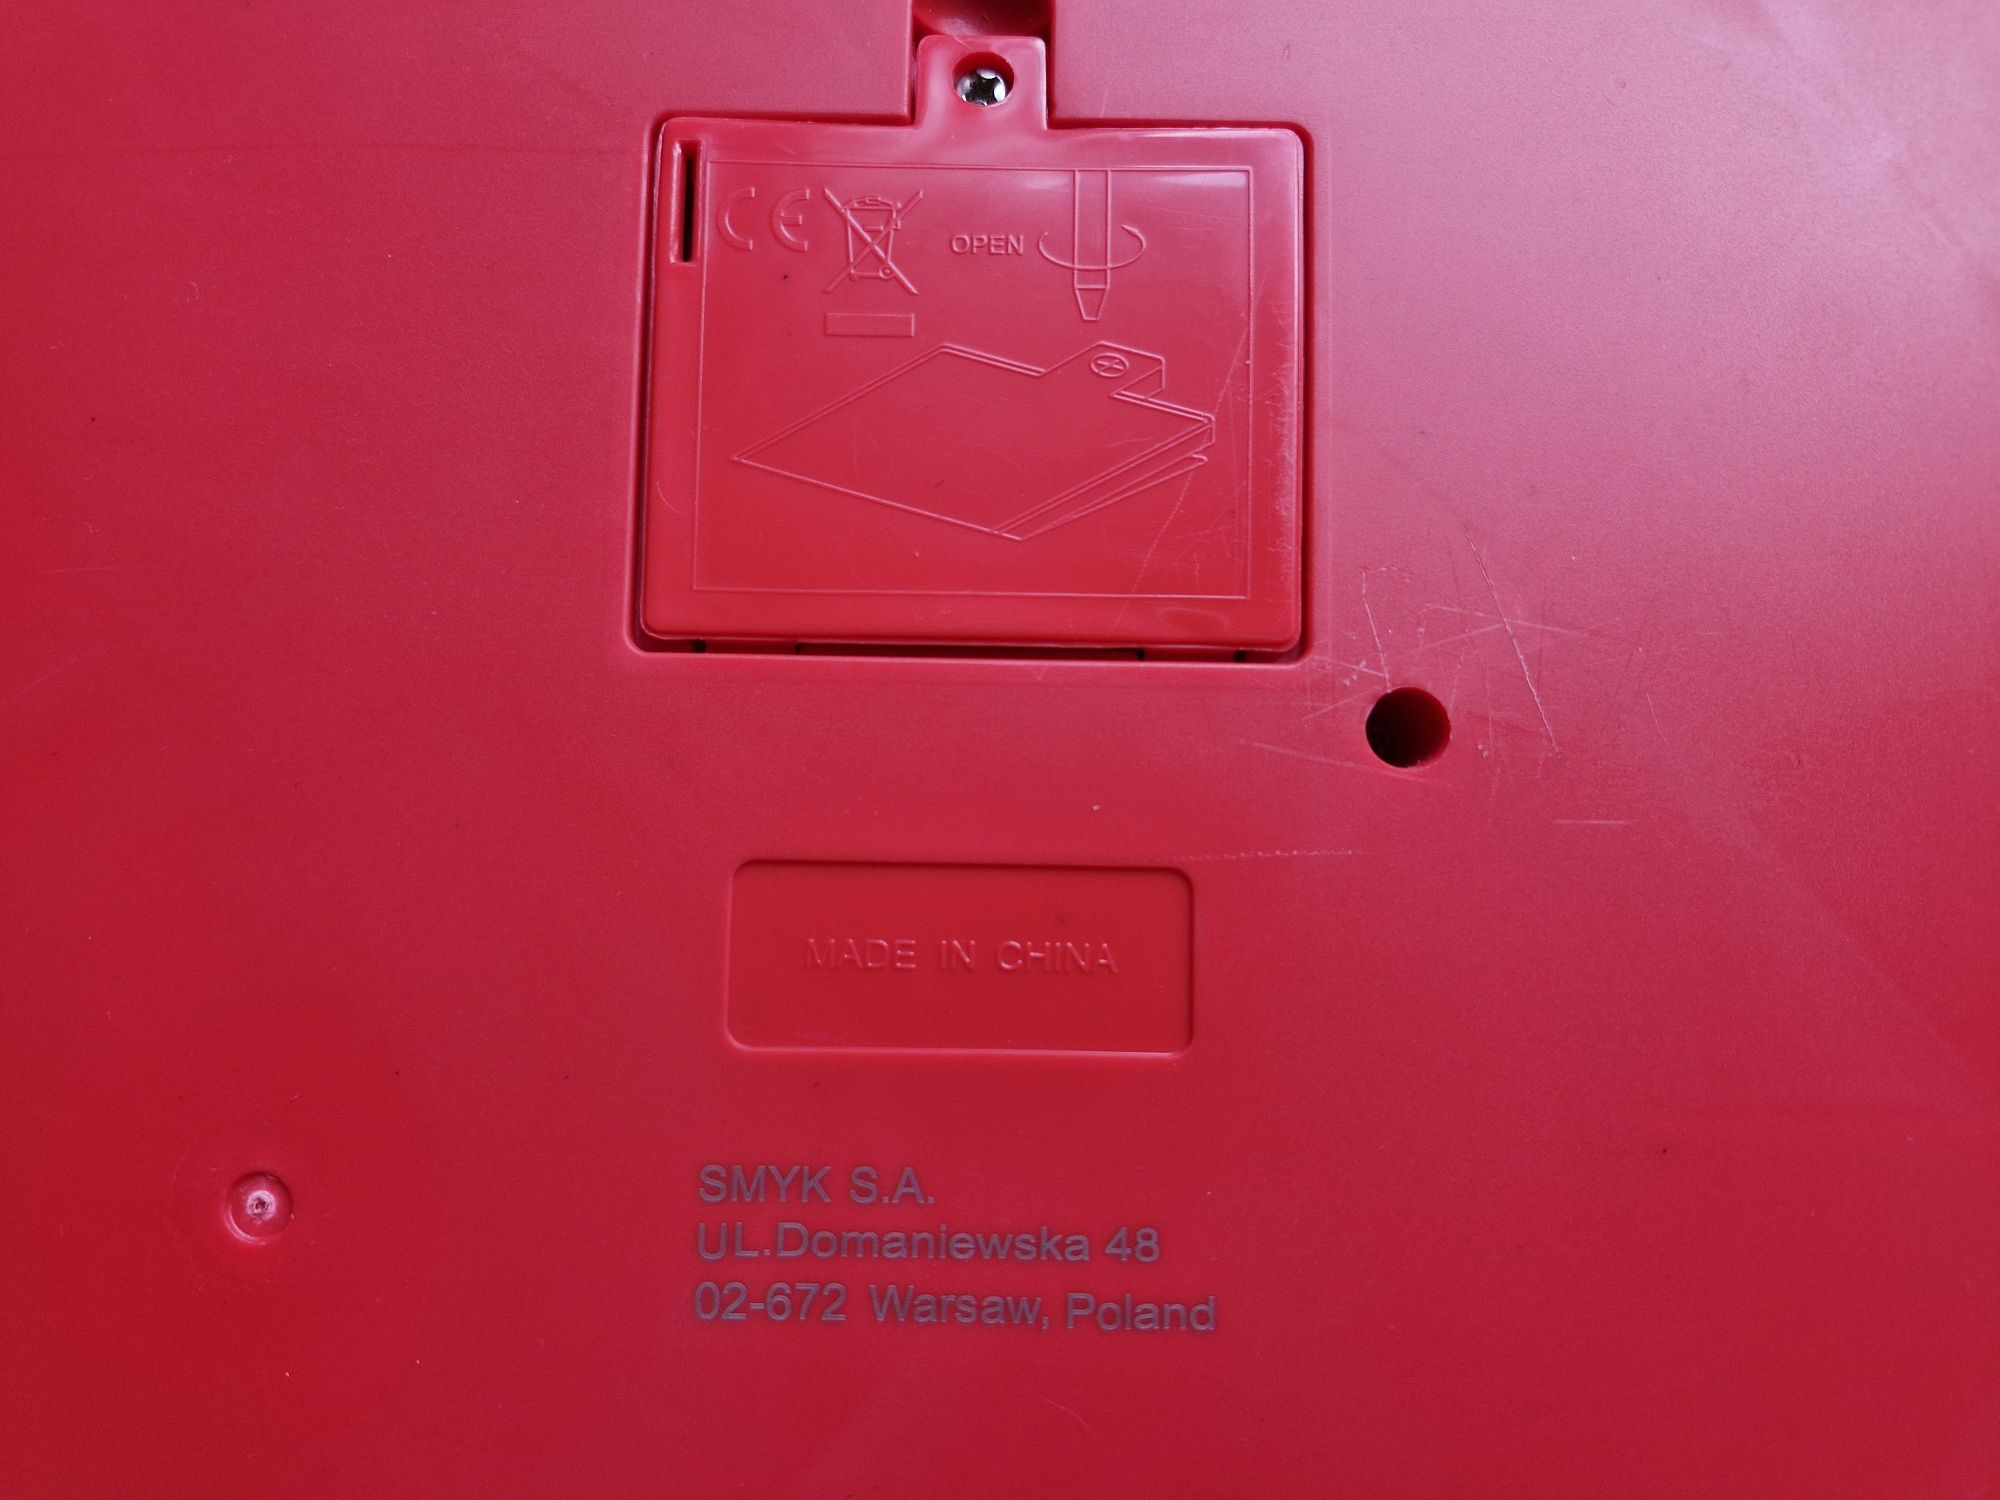 CE
OPEN
MADE IN CHINA
SMYK S.A.
UL.Domaniewska 48
02-672 Warsaw, Poland